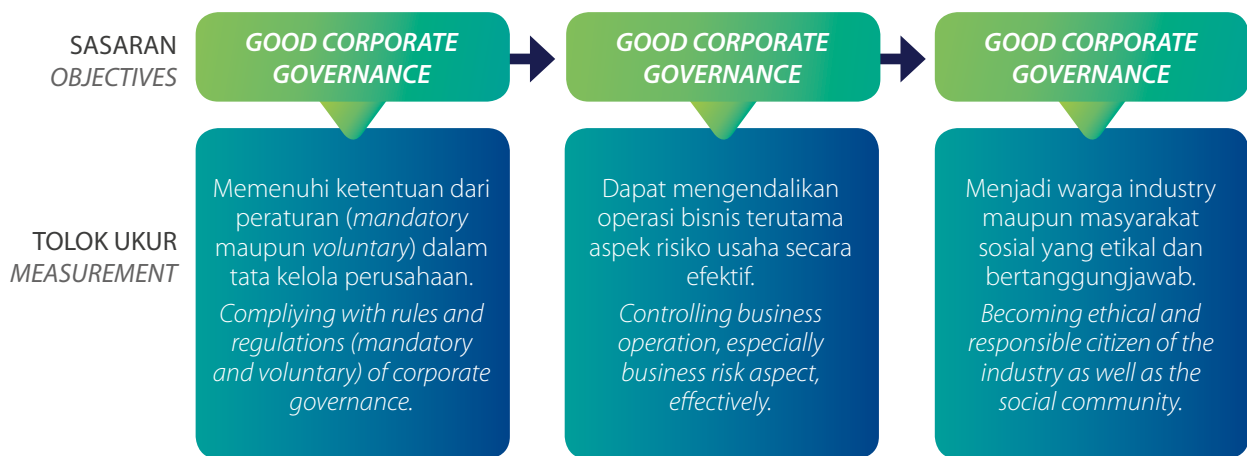 SASARAN
OBJECTIVES
GOOD CORPORATE
GOVERNANCE
GOOD CORPORATE
GOVERNANCE
GOOD CORPORATE
GOVERNANCE
TOLOK UKUR
MEASUREMENT
Memenuhi ketentuan dari
peraturan (mandatory
maupun voluntary) dalam
tata kelola perusahaan.
Compliying with rules and
regulations (mandatory
and voluntary) of corporate
governance.
Dapat mengendalikan
operasi bisnis terutama
aspek risiko usaha secara
efektif.
Controlling business
operation, especially
business risk aspect,
effectively.
Menjadi warga industry
maupun masyarakat
sosial yang etikal dan
bertanggungjawab.
Becoming ethical and
responsible citizen of the
industry as well as the
social community.